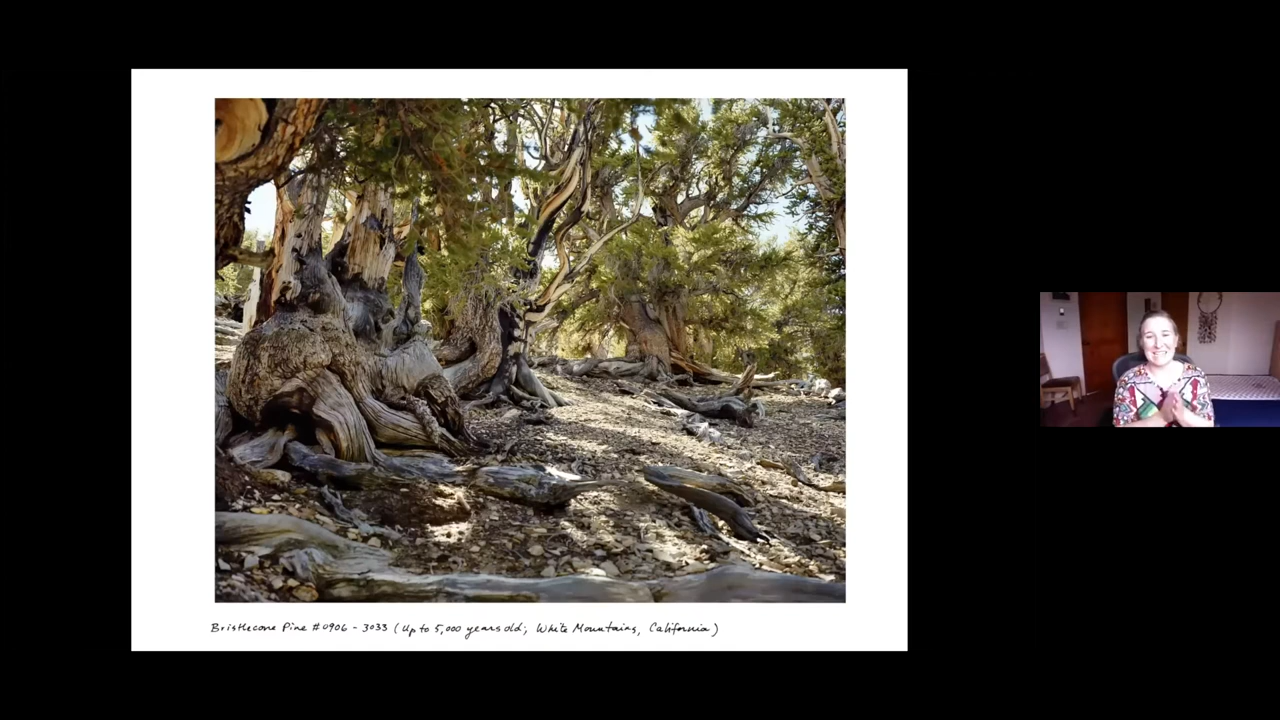 Bristlecone Pine #0906 - 3033 (Up to 5,000 years old; White Mountains, California)